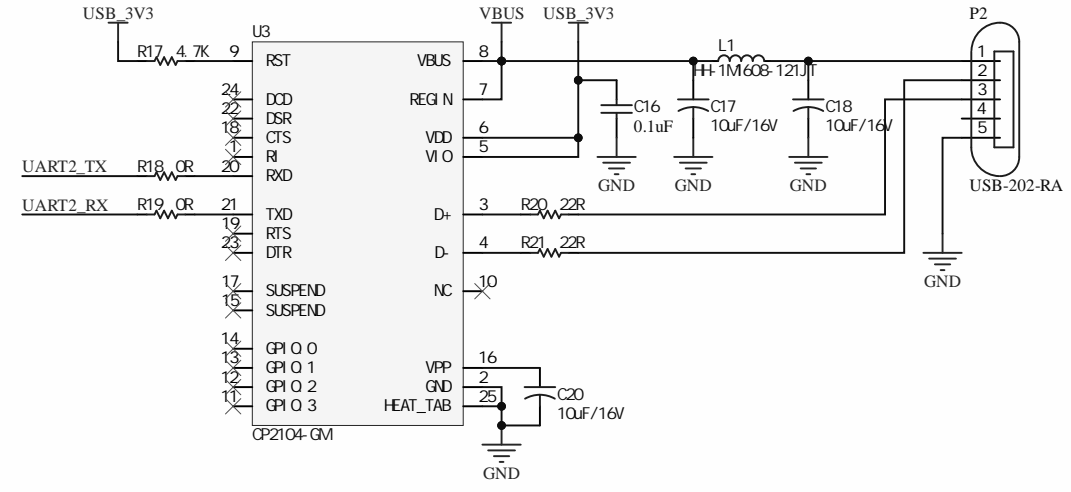 USB_3V3 VBUS USB_3V3 P2
U3
R17 4.7K 9 RST VBUS 8 L1 1
HH-1M1608-121JT
2
24 DCD REGIN 7 3
22 DSR C16 C17 C18 4
0.1uF 10uF/16V 10uF/16V
18 CTS VDD 6 5
1 RI VIO 5
UART2_TX R18 0R 20 RXD GND GND GND
USB-202-RA
UART2_RX R19 0R 21 TXD D+ 3 R20 22R
19 RTS
23 DTR D- 4 R21 22R
GND
17 SUSPEND NC 10
15 SUSPEND
14 GPIO.0
13 GPIO.1 VPP 16
12 GPIO.2 GND 2 C20
11 GPIO.3 HEAT_TAB 25 10uF/16V
CP2104-GM
GND